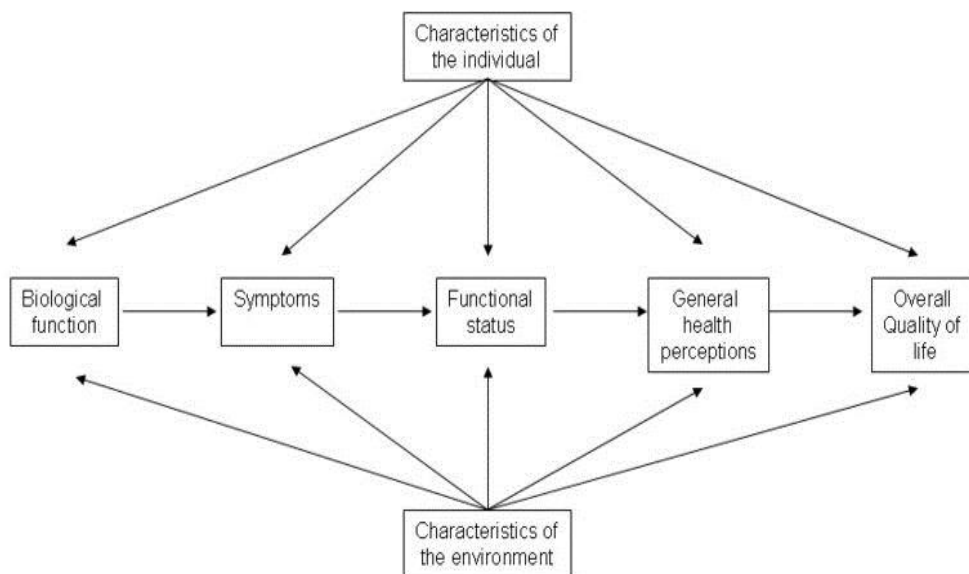 Characteristics of
the individual
Biological
function
Symptoms
Functional
status
General
health
perceptions
Overall
Quality of
life
Characteristics of
the environment